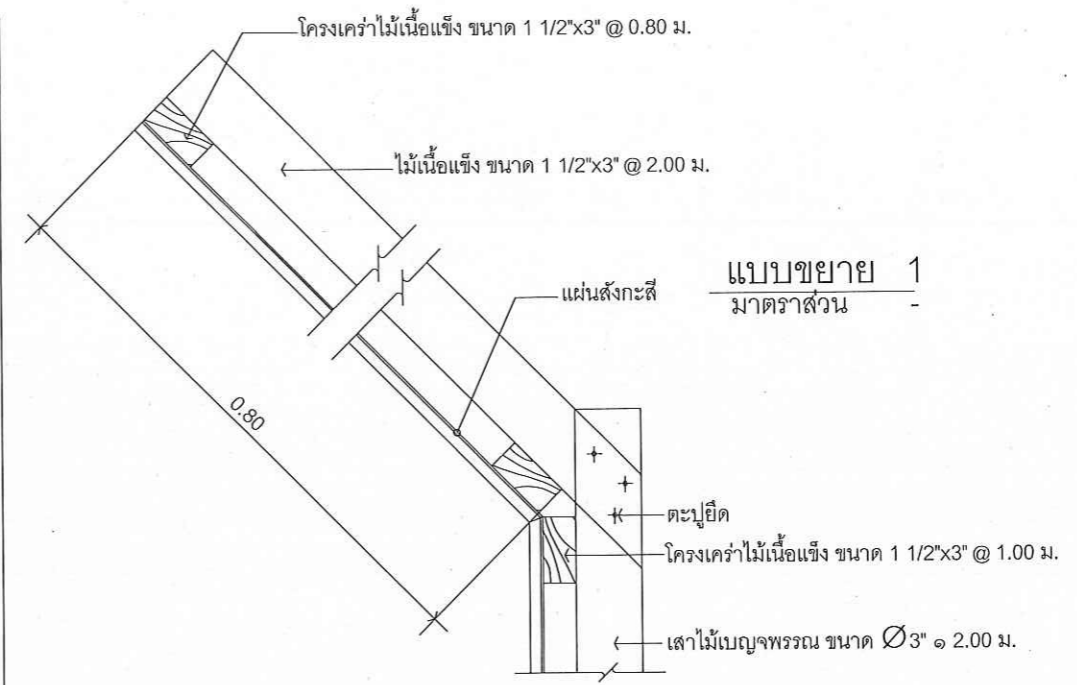 โครงเคร่าไม้เนื้อแข็ง ขนาด 1 1/2"x3" @ 0.80 ม.
ไม้เนื้อแข็ง ขนาด 1 1/2"x3" @ 2.00 ม.
แบบขยาย 1
มาตราส่วน -
แผ่นสังกะสี
0.80
ตะปูยึด
โครงเคร่าไม้เนื้อแข็ง ขนาด 1 1/2"x3" @ 1.00 ม.
เสาไม้เบญจพรรณ ขนาด Ø3" ๑ 2.00 ม.